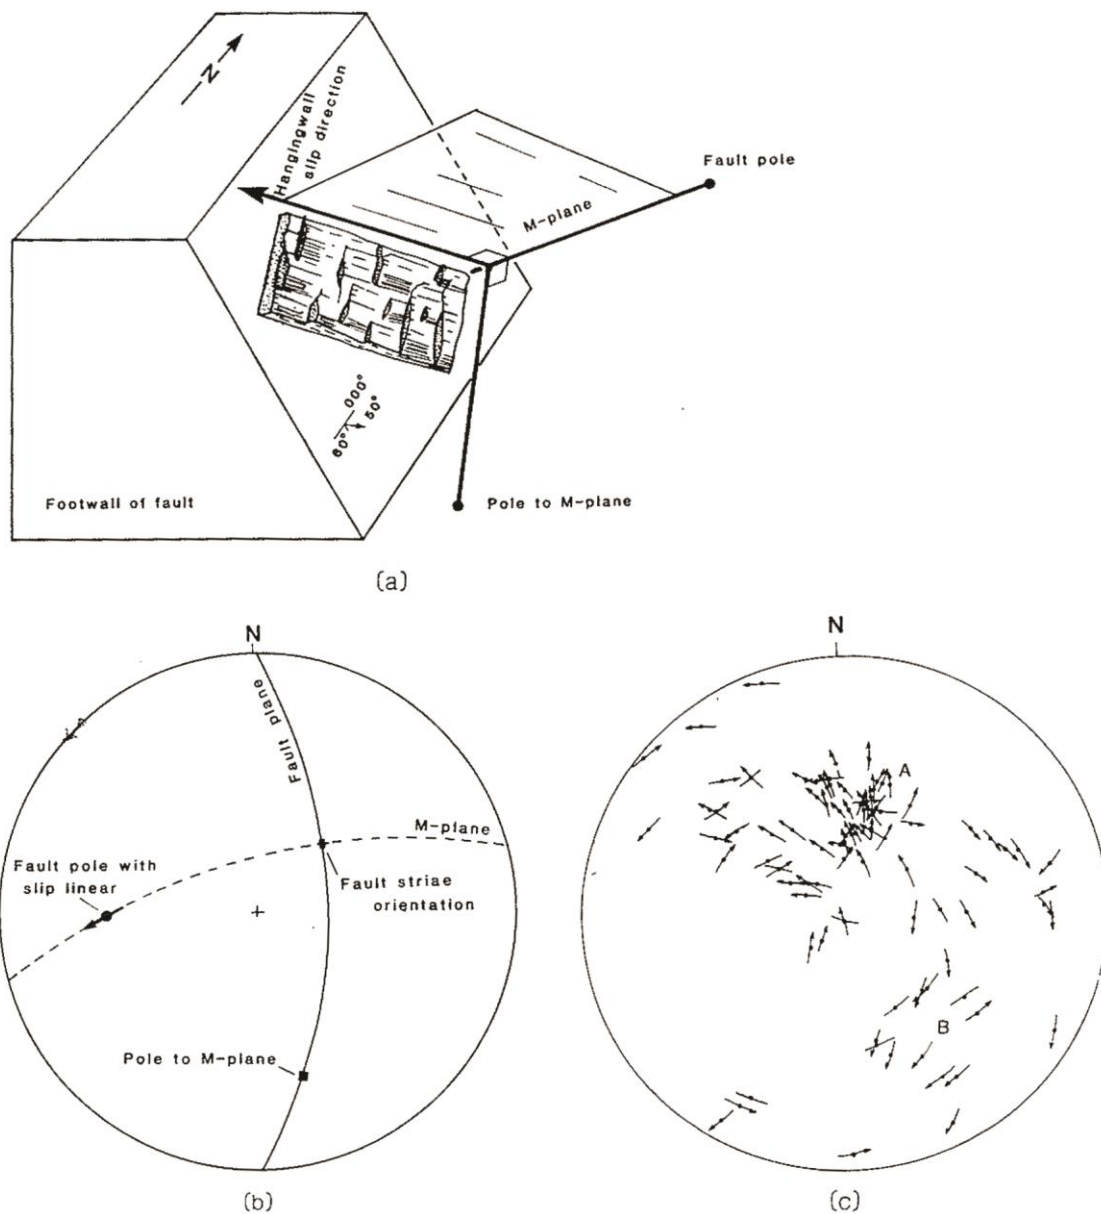 N
Hangingwall
slip direction
Fault pole
M-plane
000°
60° 50°
Footwall of fault
Pole to M-plane
(a)
N
Fault plane
M-plane
Fault pole with
slip linear
Fault striae
orientation
Pole to M-plane
(b)
N
A
B
(c)